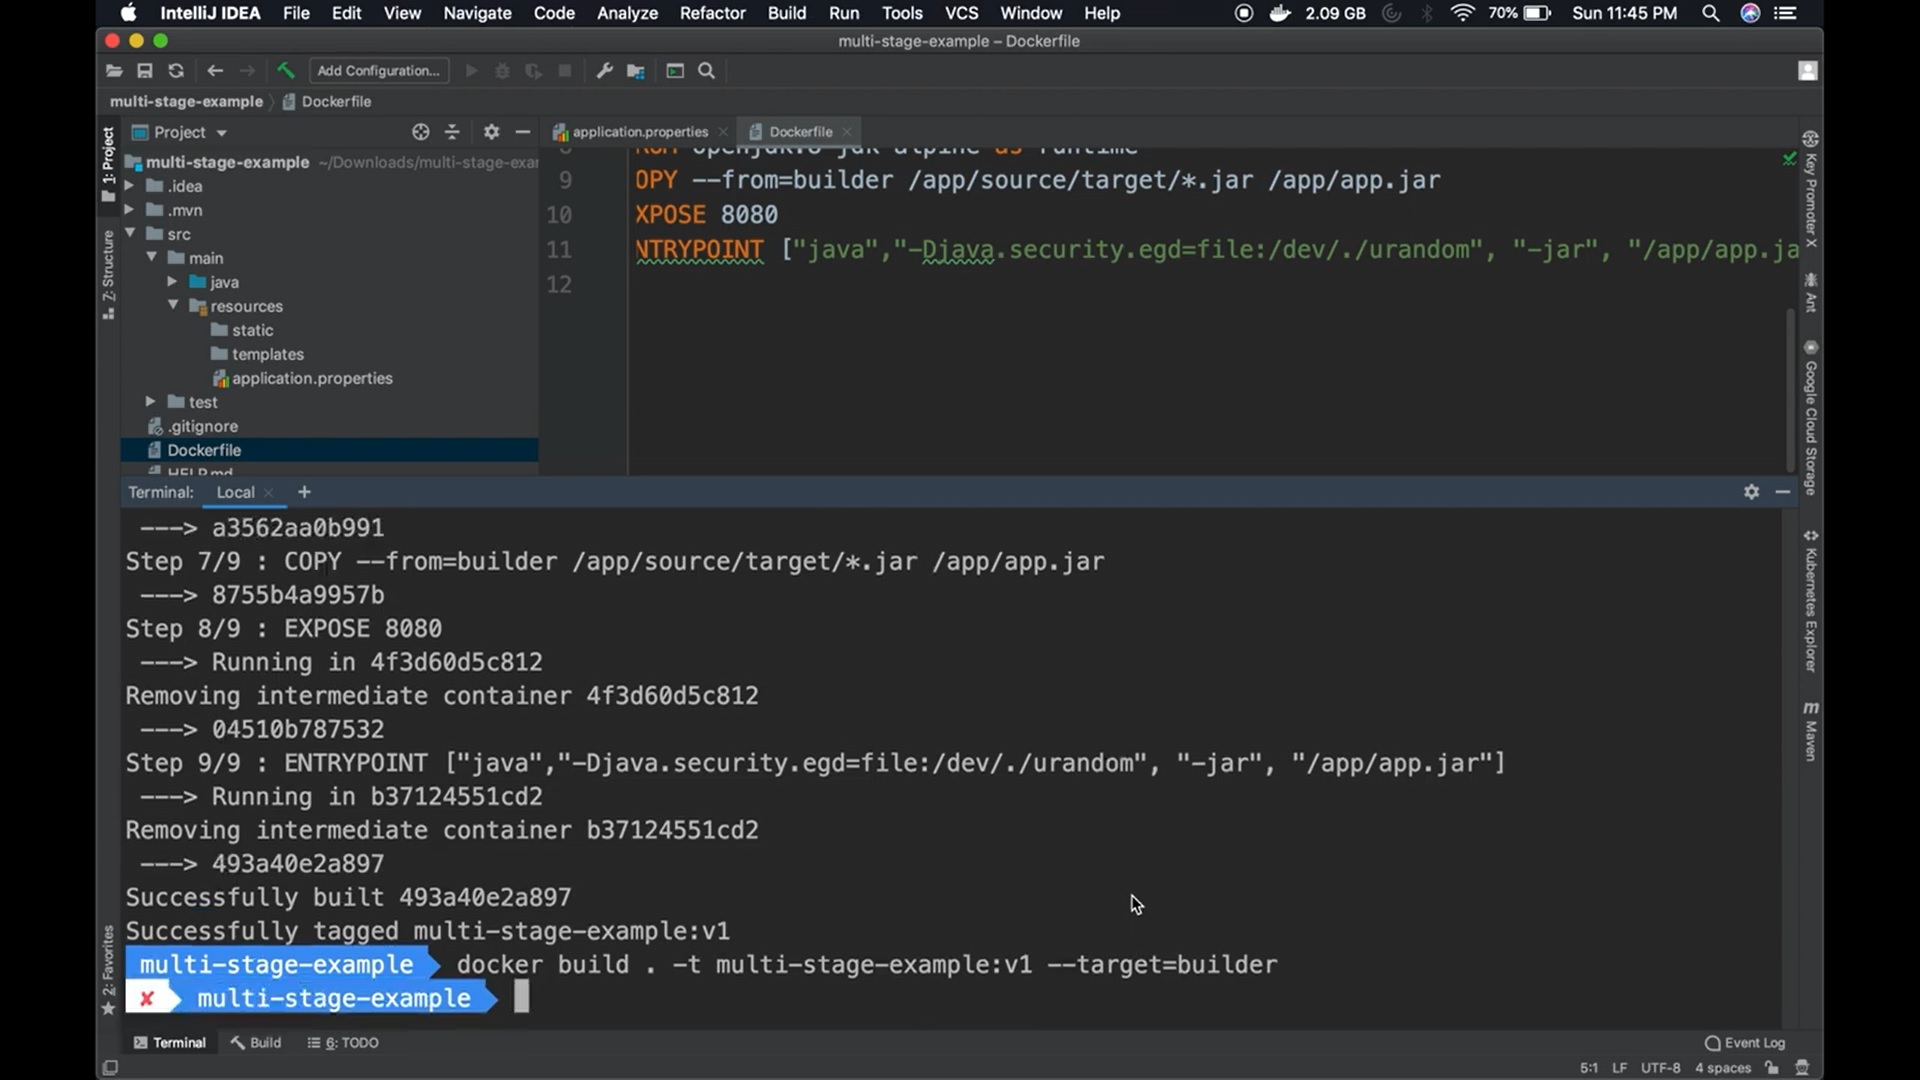 IntelliJ IDEA File Edit View Navigate Code Analyze Refactor Build Run Tools VCS Window Help 2.09 GB 70% Sun 11:45 PM
multi-stage-example – Dockerfile
Add Configuration...
multi-stage-example Dockerfile
Project
application.properties
Dockerfile
1: Project
Z: Structure
2: Favorites
multi-stage-example ~/Downloads/multi-stage-exar
.idea
.mvn
src
main
java
resources
static
templates
application.properties
test
.gitignore
Dockerfile
HELP.md
as runtime
9 OPY --from=builder /app/source/target/*.jar /app/app.jar
10 XPOSE 8080
11 NTRYPOINT ["java","-Djava.security.egd=file:/dev/./urandom", "-jar", "/app/app.ja
12
Key Promoter X
Ant
Google Cloud Storage
Kubernetes Explorer
m Maven
Terminal: Local +
---> a3562aa0b991
Step 7/9 : COPY --from=builder /app/source/target/*.jar /app/app.jar
---> 8755b4a9957b
Step 8/9 : EXPOSE 8080
---> Running in 4f3d60d5c812
Removing intermediate container 4f3d60d5c812
---> 04510b787532
Step 9/9 : ENTRYPOINT ["java","-Djava.security.egd=file:/dev/./urandom", "-jar", "/app/app.jar"]
---> Running in b37124551cd2
Removing intermediate container b37124551cd2
---> 493a40e2a897
Successfully built 493a40e2a897
Successfully tagged multi-stage-example:v1
multi-stage-example docker build . -t multi-stage-example:v1 --target=builder
✘ multi-stage-example
Terminal Build 6: TODO Event Log
5:1 LF UTF-8 4 spaces